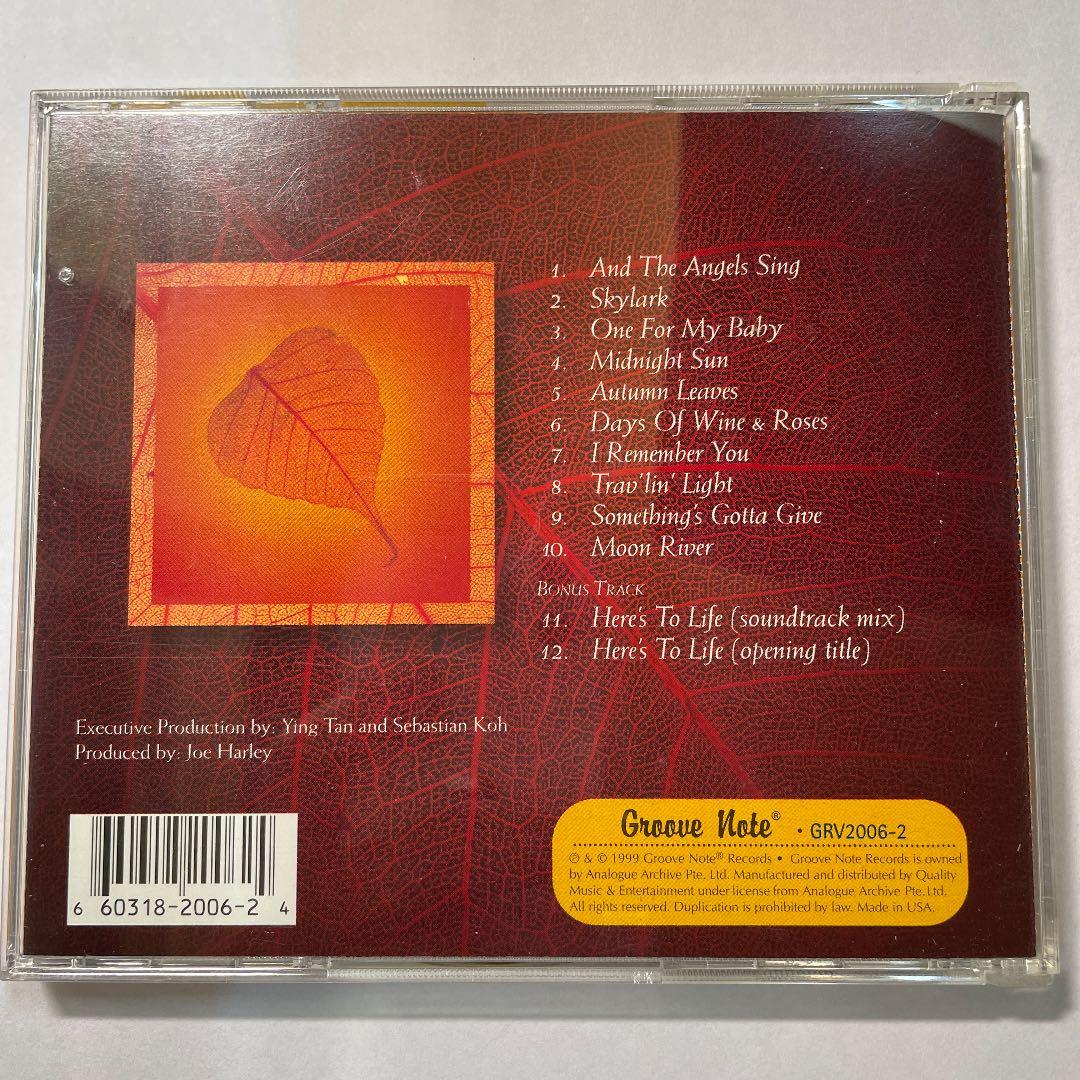 1. And The Angels Sing
2. Skylark
3. One For My Baby
4. Midnight Sun
5. Autumn Leaves
6. Days Of Wine & Roses
7. I Remember You
8. Trav'lin' Light
9. Something's Gotta Give
10. Moon River
Bonus Track
11. Here's To Life (soundtrack mix)
12. Here's To Life (opening title)
Executive Production by: Ying Tan and Sebastian Koh
Produced by: Joe Harley
6 60318-2006-2 4
Groove Note® • GRV2006-2
℗ & © 1999 Groove Note® Records • Groove Note Records is owned
by Analogue Archive Pte. Ltd. Manufactured and distributed by Quality
Music & Entertainment under license from Analogue Archive Pte. Ltd.
All rights reserved. Duplication is prohibited by law. Made in USA.